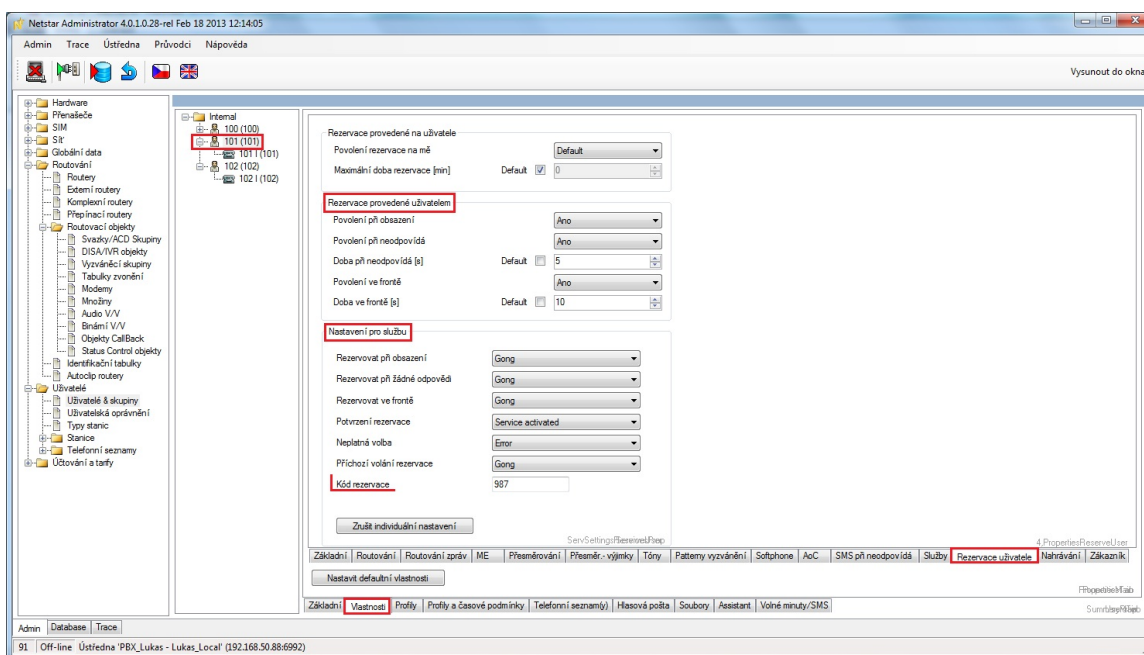 Netstar Administrator 4.0.1.0.28-rel Feb 18 2013 12:14:05
Admin Trace Ústředna Průvodci Nápověda
Vysunout do okna
Hardware
Přenašeče
SIM
Síť
Globální data
Routování
Routery
Externí routery
Komplexní routery
Přepínací routery
Routovací objekty
Svazky/ACD Skupiny
DISA/IVR objekty
Vyzváněcí skupiny
Tabulky zvonění
Modemy
Množiny
Audio V/V
Binární V/V
Objekty CallBack
Status Control objekty
Identifikační tabulky
Autoclip routery
Uživatelé
Uživatelé & skupiny
Uživatelská oprávnění
Typy stanic
Stanice
Telefonní seznamy
Účtování a tarify
Internal
100 (100)
101 (101)
101 I (101)
102 (102)
102 I (102)
Rezervace provedené na uživatele
Povolení rezervace na mě Default
Maximální doba rezervace [min] Default 0
Rezervace provedené uživatelem
Povolení při obsazení Ano
Povolení při neodpovídá Ano
Doba při neodpovídá [s] Default 5
Povolení ve frontě Ano
Doba ve frontě [s] Default 10
Nastavení pro službu
Rezervovat při obsazení Gong
Rezervovat při žádné odpovědi Gong
Rezervovat ve frontě Gong
Potvrzení rezervace Service activated
Neplatná volba Error
Příchozí volání rezervace Gong
Kód rezervace 987
Zrušit individuální nastavení
4.PropertiesReserveUser
Základní Routování Routování zpráv ME Přesměrování Přesměr.- výjimky Tóny Patterny vyzvánění Softphone AoC SMS při neodpovídá Služby Rezervace uživatele Nahrávání Zákazník
Nastavit defaultní vlastnosti
Základní Vlastnosti Profily Profily a časové podmínky Telefonní seznam(y) Hlasová pošta Soubory Assistant Volné minuty/SMS
Admin Database Trace
91 Off-line Ústředna 'PBX_Lukas - Lukas_Local' (192.168.50.88:6992)